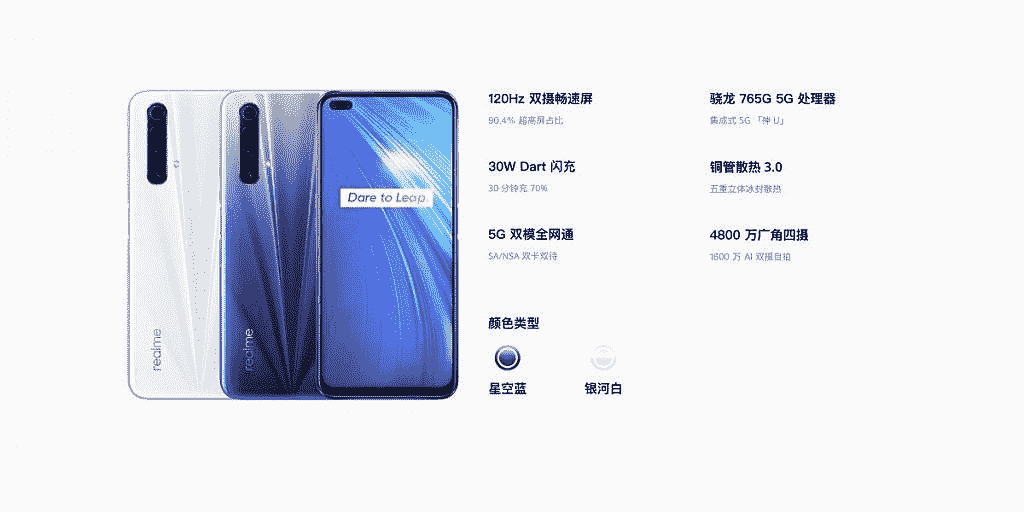 realme
realme
Dare to Leap.
120Hz 双摄畅速屏
90.4% 超高屏占比
骁龙 765G 5G 处理器
集成式 5G 「神 U」
30W Dart 闪充
30 分钟充 70%
铜管散热 3.0
五重立体冰封散热
5G 双模全网通
SA/NSA 双卡双待
4800 万广角四摄
1600 万 AI 双摄自拍
颜色类型
星空蓝
银河白